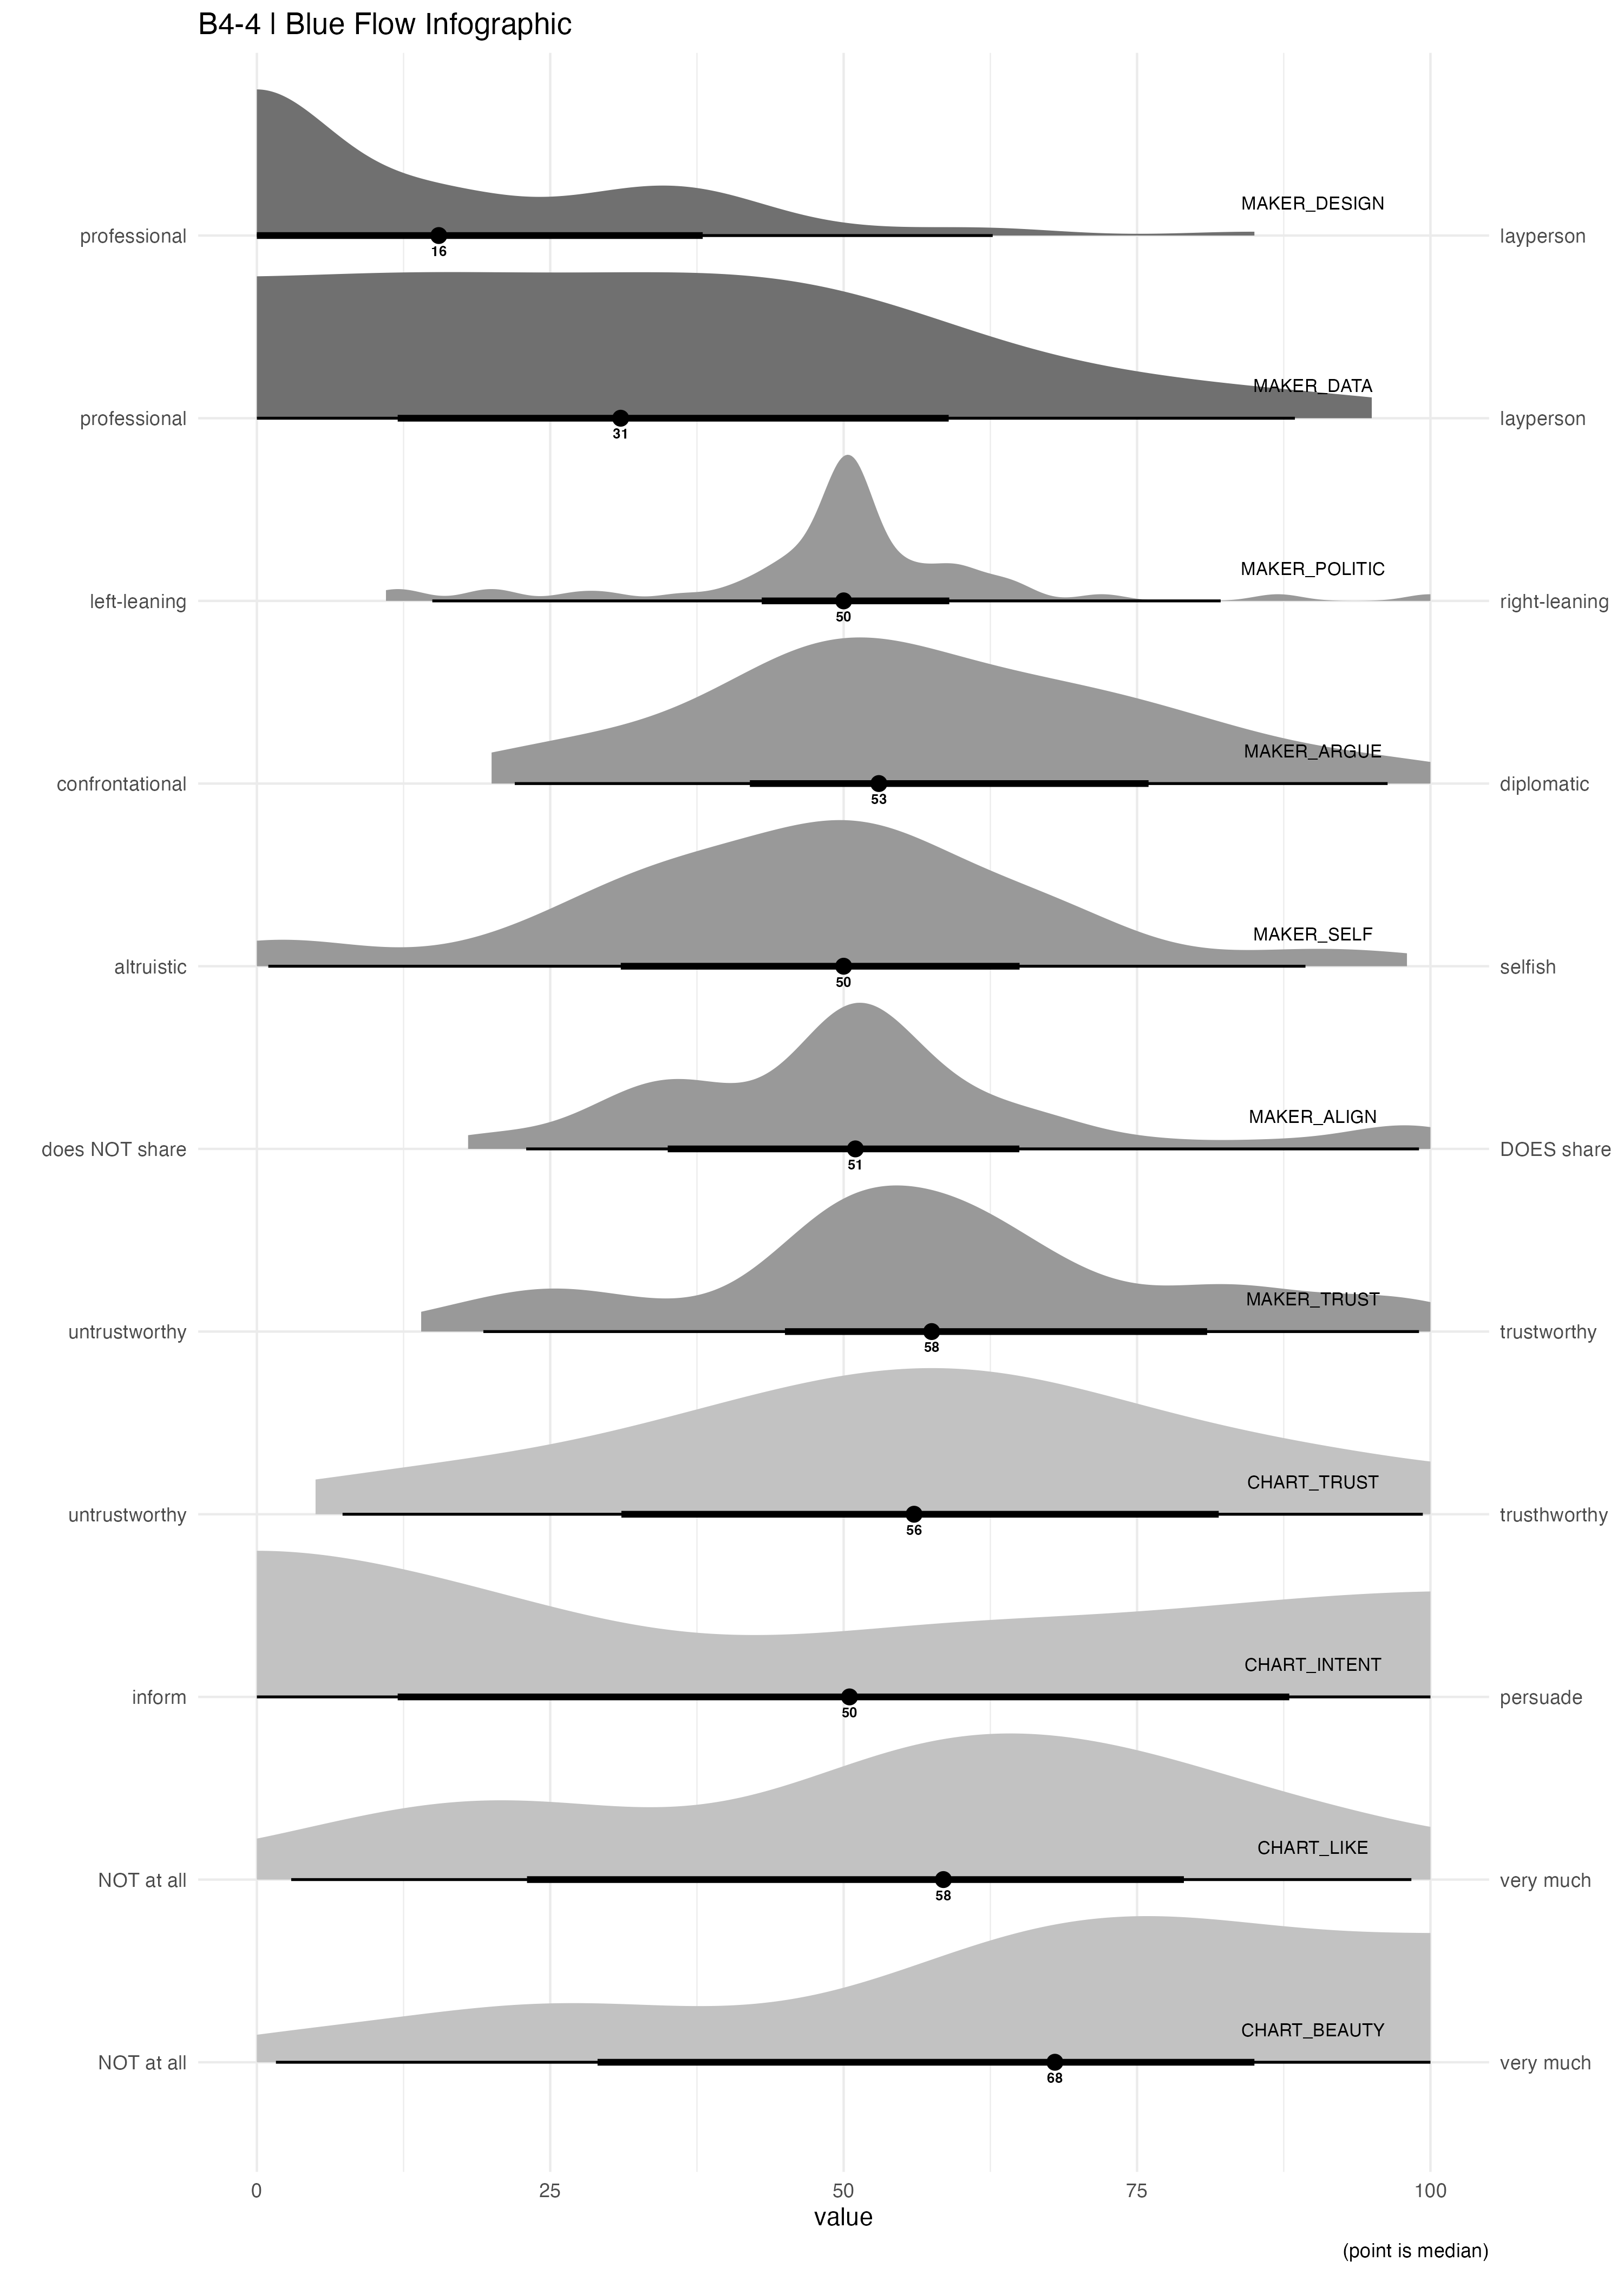 B4-4 | Blue Flow Infographic
MAKER_DESIGN
professional
layperson
16
MAKER_DATA
professional
layperson
31
MAKER_POLITIC
left-leaning
right-leaning
50
MAKER_ARGUE
confrontational
diplomatic
53
MAKER_SELF
altruistic
selfish
50
MAKER_ALIGN
does NOT share
DOES share
51
MAKER_TRUST
untrustworthy
trustworthy
58
CHART_TRUST
untrustworthy
trusthworthy
56
CHART_INTENT
inform
persuade
50
CHART_LIKE
NOT at all
very much
58
CHART_BEAUTY
NOT at all
very much
68
0 25 50 75 100
value
(point is median)